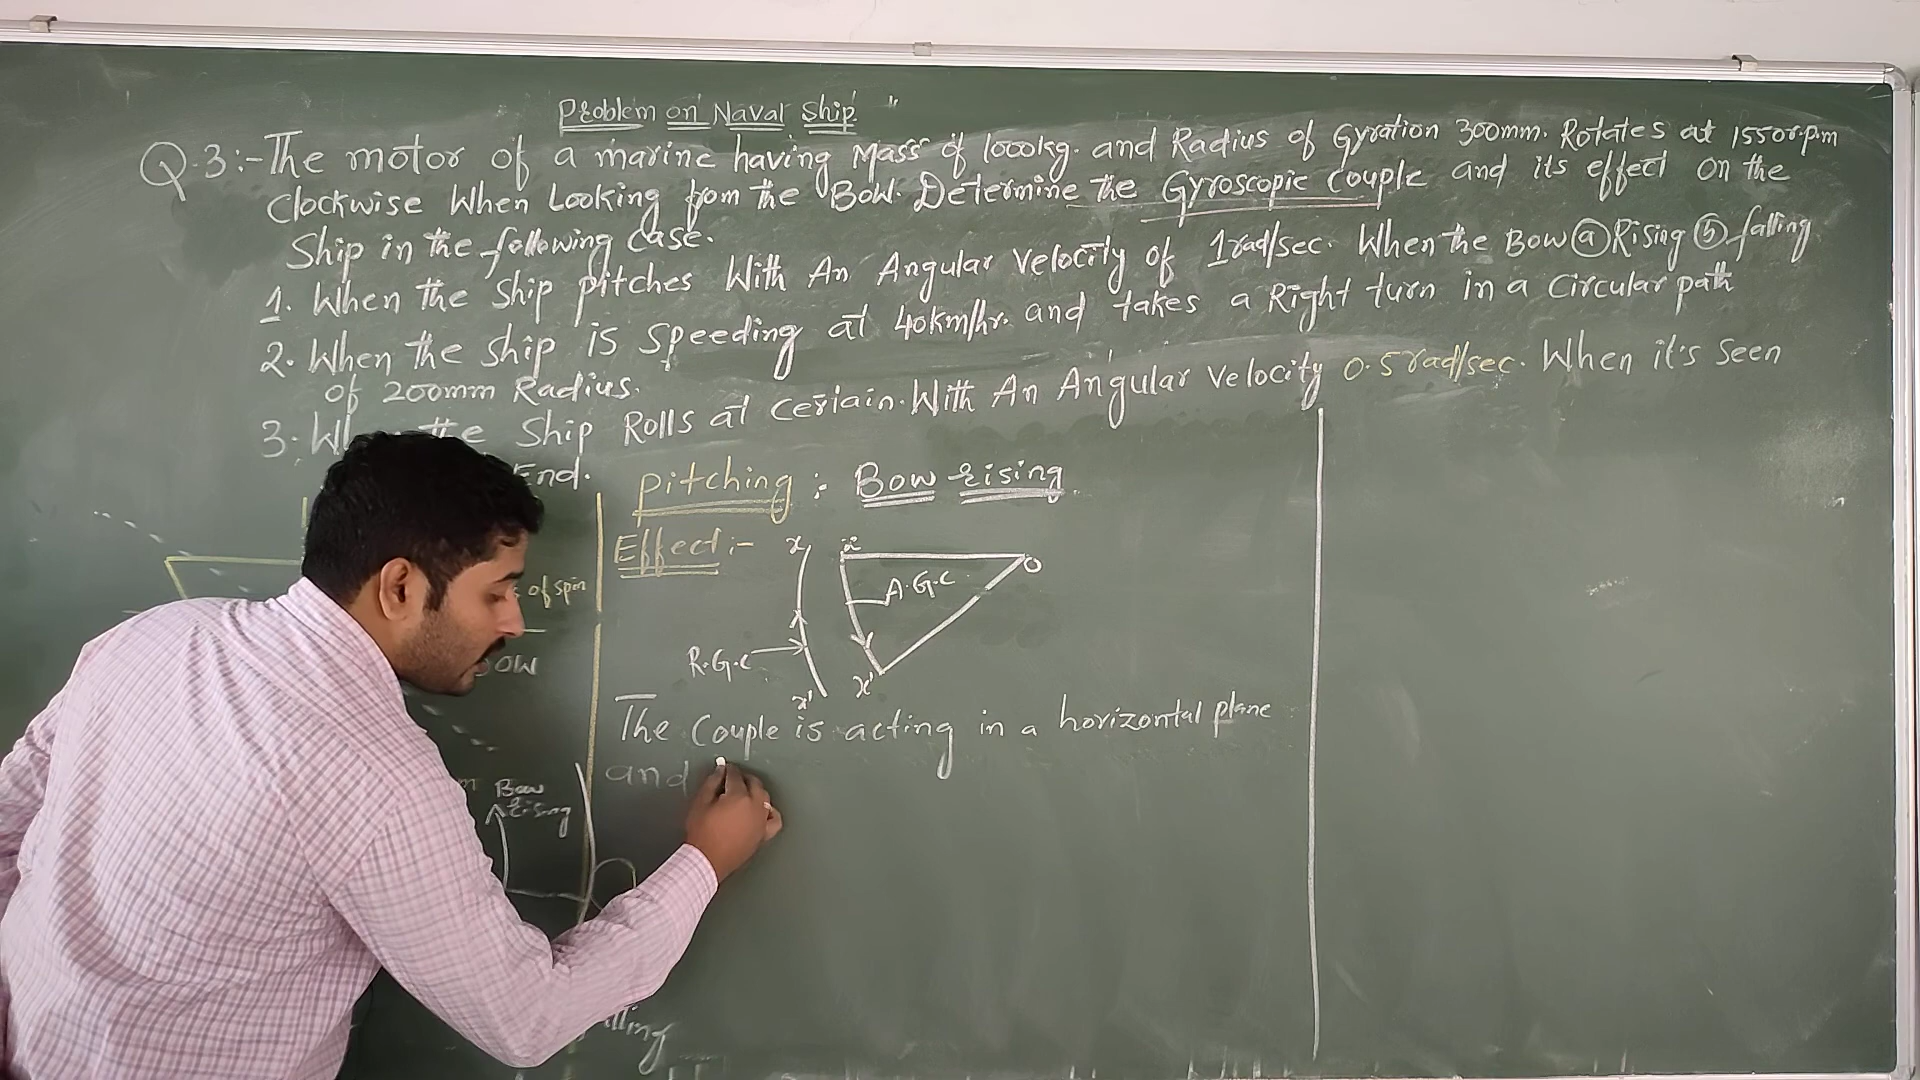 Problem on Naval Ship "
Q.3:- The motor of a marine having Mass of 1000kg. and Radius of Gyration 300mm. Rotates at 1550r.p.m
Clockwise When Looking from the Bow. Determine the Gyroscopic Couple and its effect on the
Ship in the following Case.
1. When the Ship pitches With An Angular Velocity of 1rad/sec. When the Bow (a) Rising (b) falling.
2. When the Ship is Speeding at 40km/hr. and takes a Right turn in a Circular path
of 200mm Radius.
3. the Ship Rolls at Certain. With An Angular Velocity 0.5 rad/sec. When it's Seen
End.
Pitching :- Bow rising
Effect :-
x
x
A.G.C.
O
R.G.C
x'
x'
of spin
The Couple is acting in a horizontal plane
and
Bow
rising